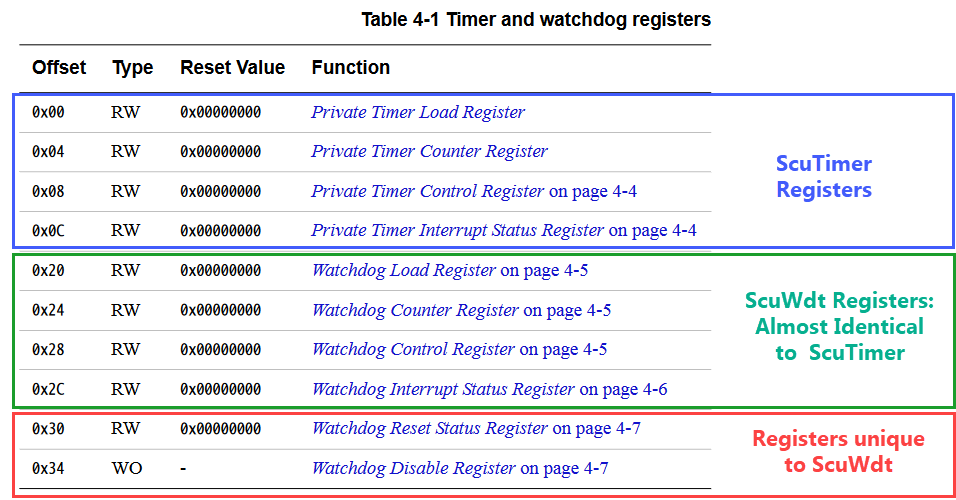 Table 4-1 Timer and watchdog registers
Offset Type Reset Value Function
0x00 RW 0x00000000 Private Timer Load Register
0x04 RW 0x00000000 Private Timer Counter Register
0x08 RW 0x00000000 Private Timer Control Register on page 4-4
0x0C RW 0x00000000 Private Timer Interrupt Status Register on page 4-4
ScuTimer
Registers
0x20 RW 0x00000000 Watchdog Load Register on page 4-5
0x24 RW 0x00000000 Watchdog Counter Register on page 4-5
0x28 RW 0x00000000 Watchdog Control Register on page 4-5
0x2C RW 0x00000000 Watchdog Interrupt Status Register on page 4-6
ScuWdt Registers:
Almost Identical
to ScuTimer
0x30 RW 0x00000000 Watchdog Reset Status Register on page 4-7
0x34 WO - Watchdog Disable Register on page 4-7
Registers unique
to ScuWdt